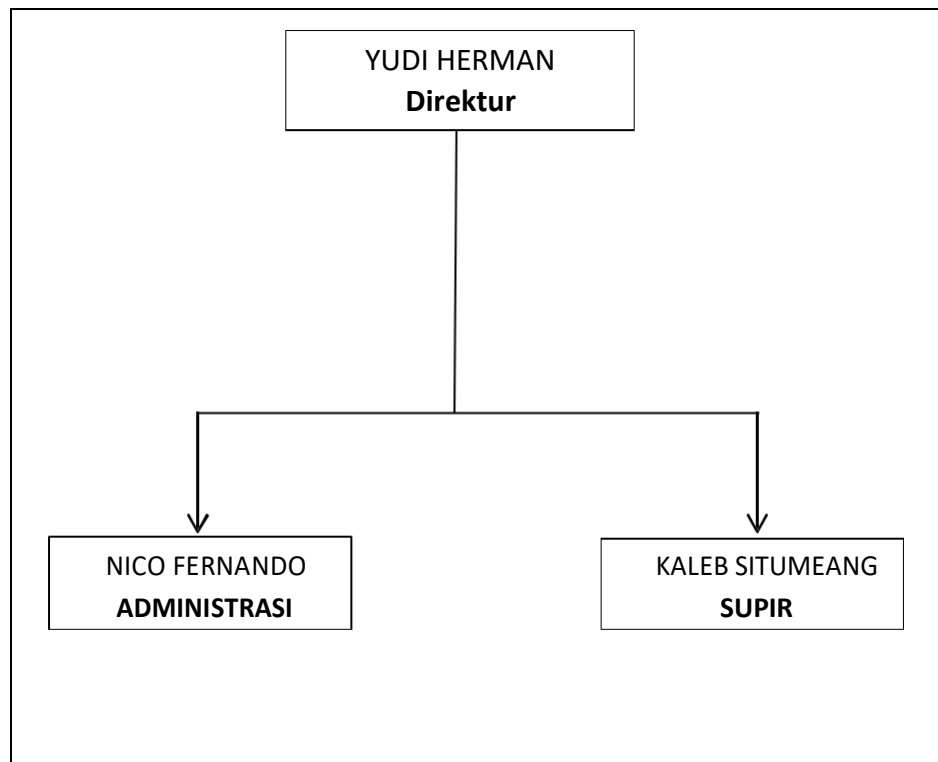 YUDI HERMAN
Direktur
NICO FERNANDO
ADMINISTRASI
KALEB SITUMEANG
SUPIR